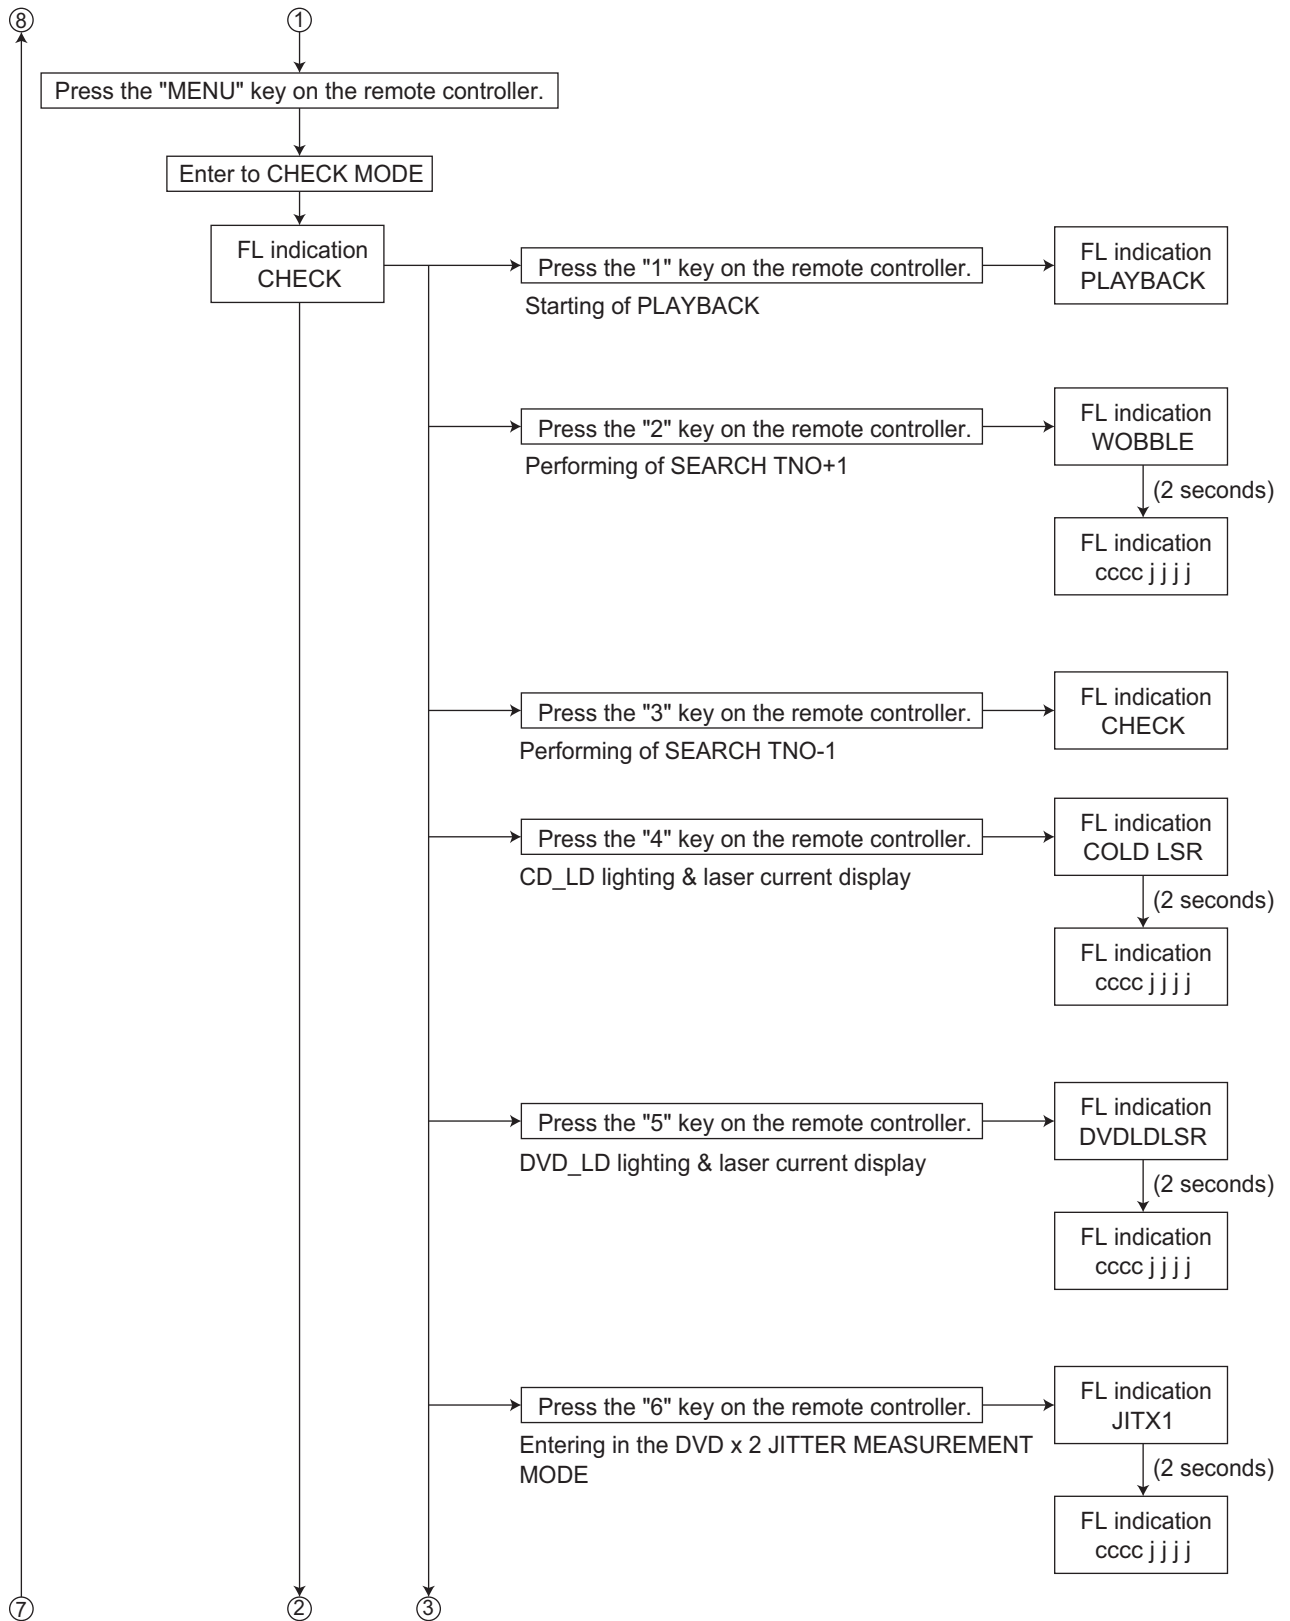 8
1
Press the "MENU" key on the remote controller.
Enter to CHECK MODE
FL indication
CHECK
Press the "1" key on the remote controller.
Starting of PLAYBACK
FL indication
PLAYBACK
Press the "2" key on the remote controller.
Performing of SEARCH TNO+1
FL indication
WOBBLE
(2 seconds)
FL indication
cccc j j j j
Press the "3" key on the remote controller.
Performing of SEARCH TNO-1
FL indication
CHECK
Press the "4" key on the remote controller.
CD_LD lighting & laser current display
FL indication
COLD LSR
(2 seconds)
FL indication
cccc j j j j
Press the "5" key on the remote controller.
DVD_LD lighting & laser current display
FL indication
DVDLDLSR
(2 seconds)
FL indication
cccc j j j j
Press the "6" key on the remote controller.
Entering in the DVD x 2 JITTER MEASUREMENT
MODE
FL indication
JITX1
(2 seconds)
FL indication
cccc j j j j
7
2
3